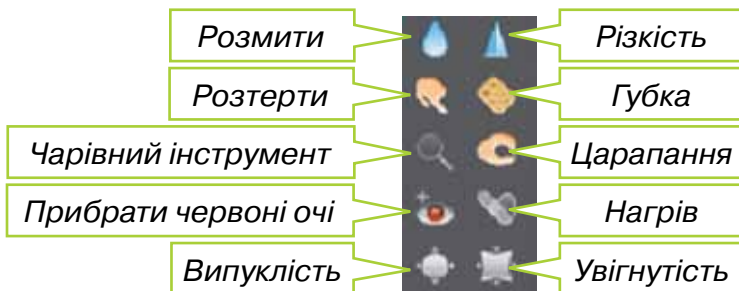 Розмити
Різкість
Розтерти
Губка
Чарівний інструмент
Царапання
Прибрати червоні очі
Нагрів
Випуклість
Увігнутість